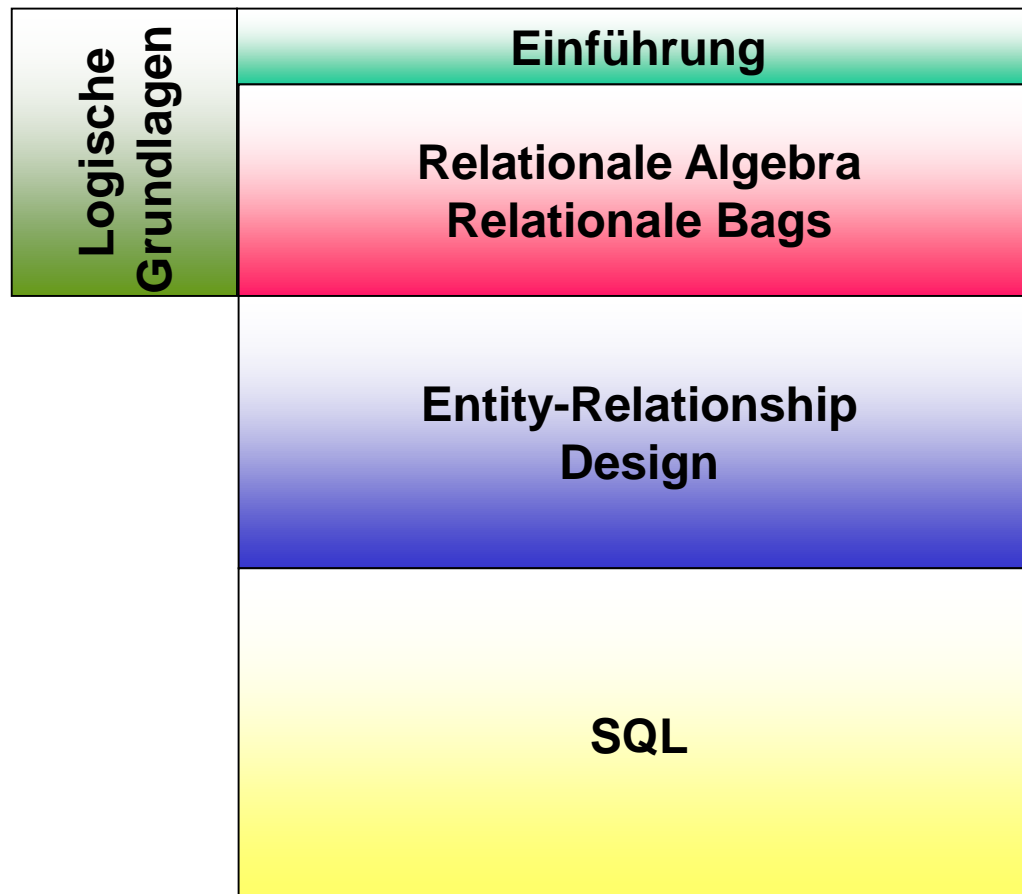 Logische
Grundlagen
Einführung
Relationale Algebra
Relationale Bags
Entity-Relationship
Design
SQL